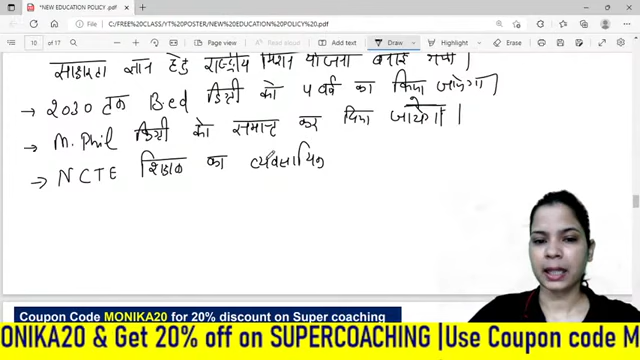 *NEW EDUCATION POLICY.pdf
C:/FREE%20CLASS/YT%20POSTER/NEW%20EDUCATION%20POLICY%20.pdf
10 of 17 Page view Read aloud Add text Draw Highlight Erase
साक्षरता ज्ञान हेतु राष्ट्रीय मिशन योजना बनाई गयी।
→ 2030 तक B.ed डिग्री को 4 वर्ष का किया जायेगा
→ M.Phil डिग्री को समाप्त कर दिया जायेगा।
→ NCTE शिक्षक का व्यवसायिक
Coupon Code MONIKA20 for 20% discount on Super coaching
ONIKA20 & Get 20% off on SUPERCOACHING |Use Coupon code M